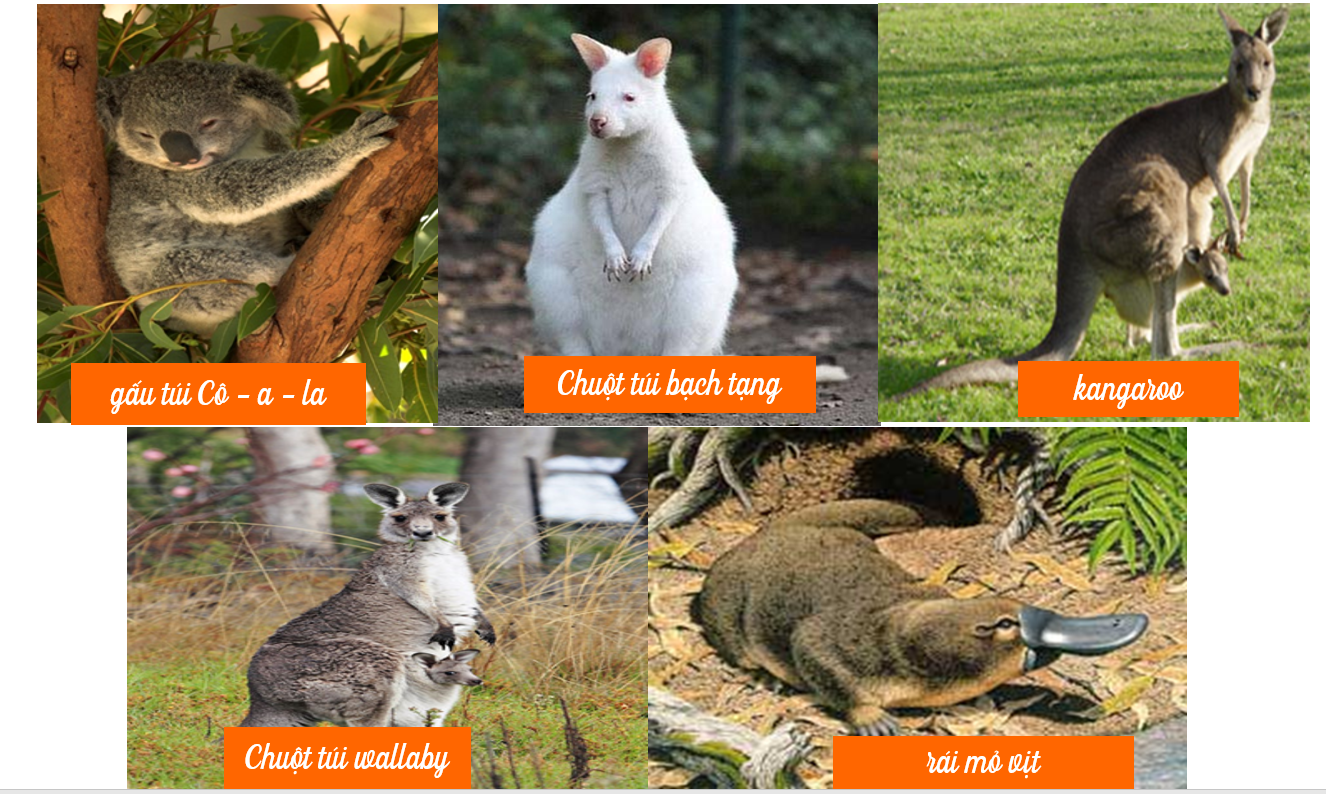 gấu túi Cô - a - la
Chuột túi bạch tạng
kangaroo
Chuột túi wallaby
rái mỏ vịt